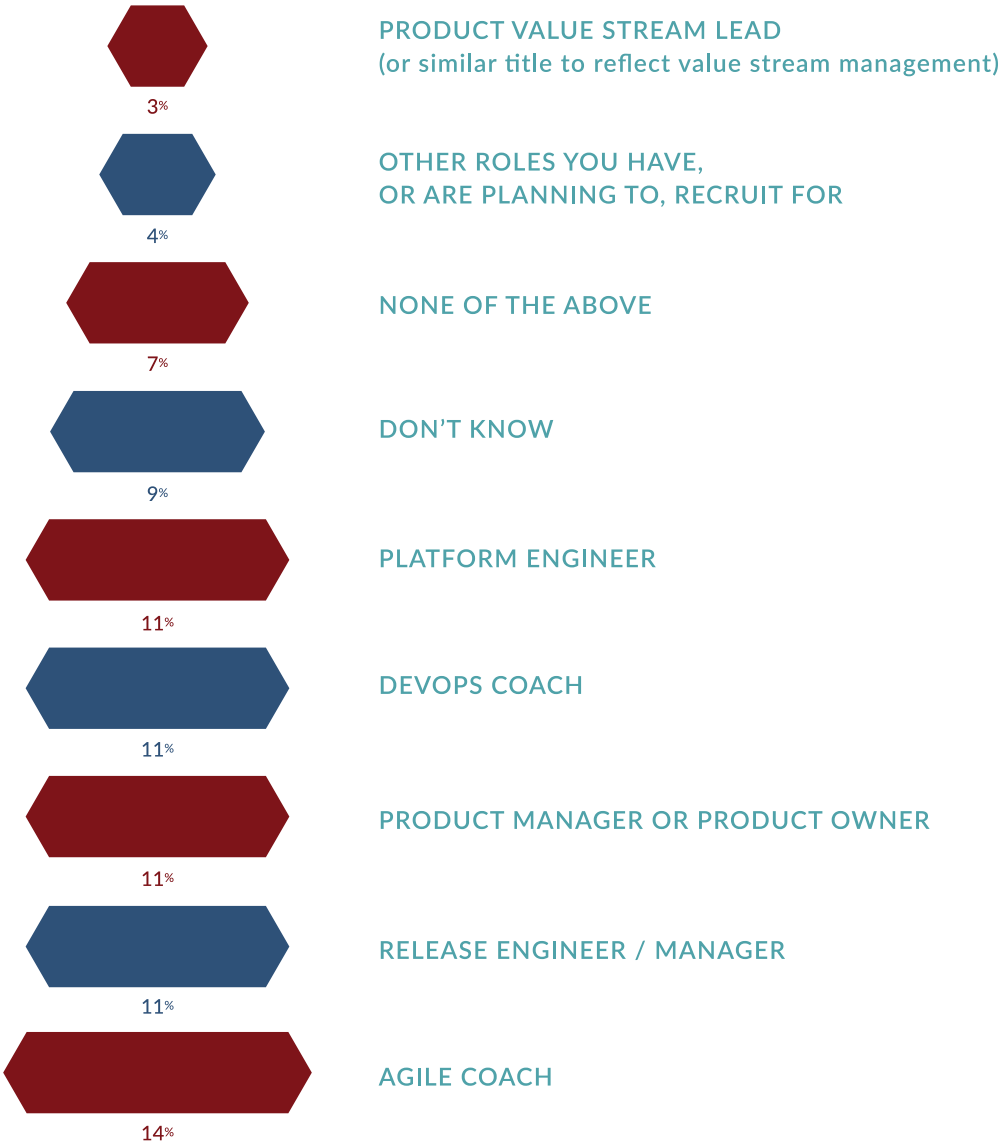 PRODUCT VALUE STREAM LEAD
(or similar title to reflect value stream management)
3%
OTHER ROLES YOU HAVE,
OR ARE PLANNING TO, RECRUIT FOR
4%
NONE OF THE ABOVE
7%
DON’T KNOW
9%
PLATFORM ENGINEER
11%
DEVOPS COACH
11%
PRODUCT MANAGER OR PRODUCT OWNER
11%
RELEASE ENGINEER / MANAGER
11%
AGILE COACH
14%